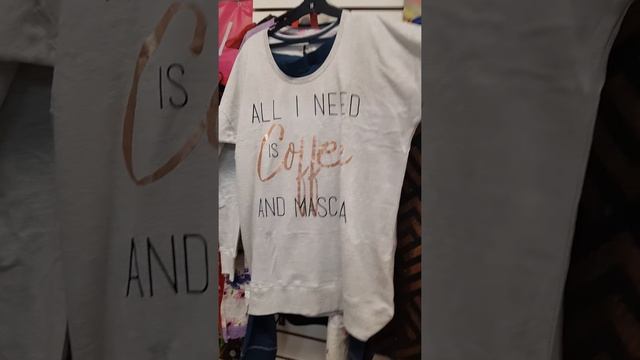 ALL I NEED
IS Coffee
AND MASCA